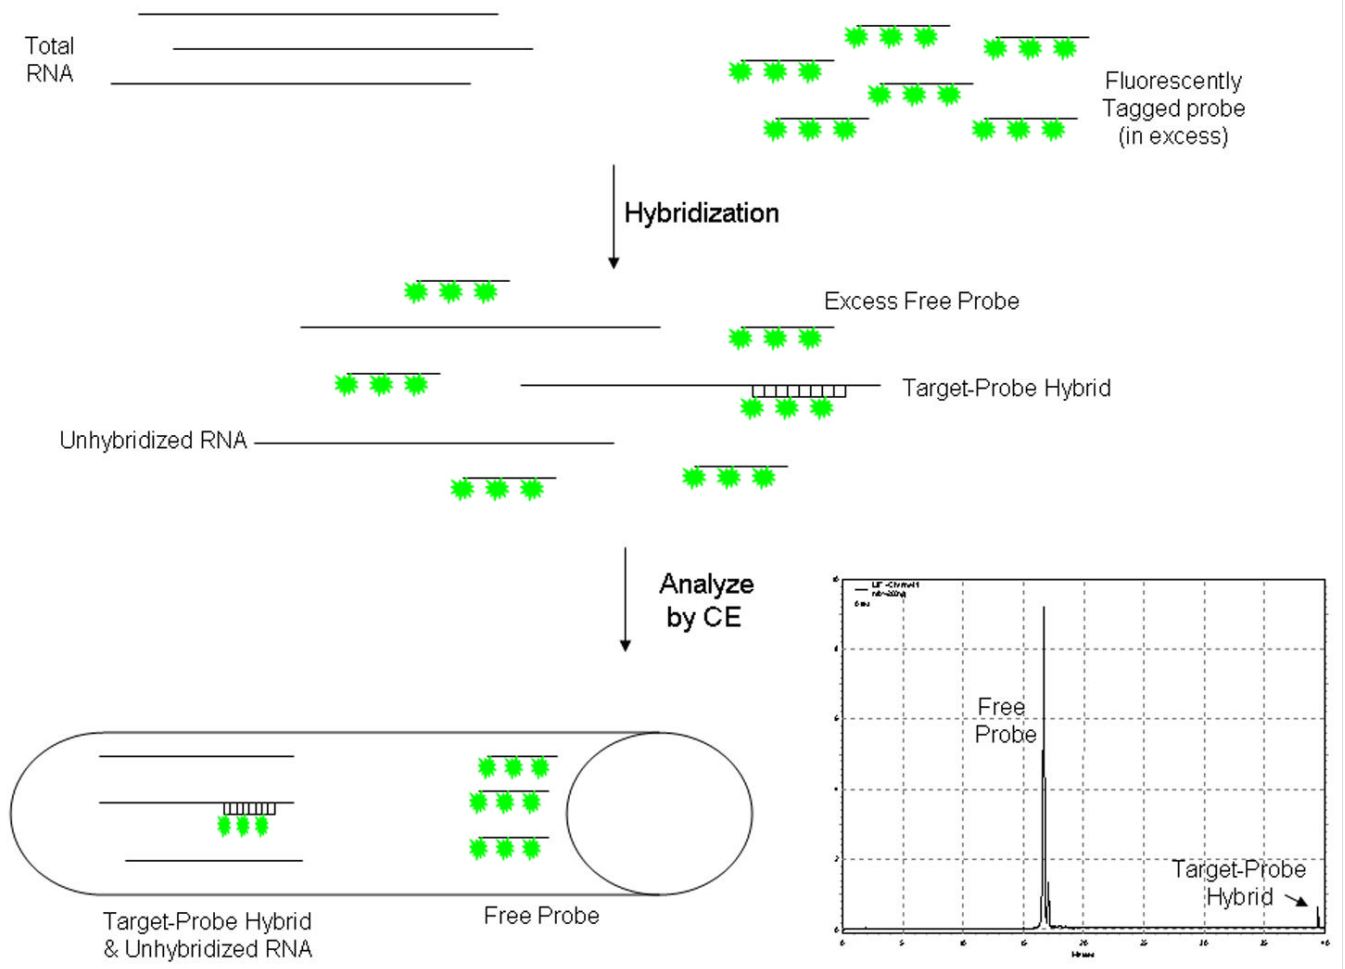 Total
RNA
Fluorescently
Tagged probe
(in excess)
Hybridization
Excess Free Probe
Target-Probe Hybrid
Unhybridized RNA
Analyze
by CE
Free
Probe
Target-Probe
Hybrid
Target-Probe Hybrid
& Unhybridized RNA
Free Probe